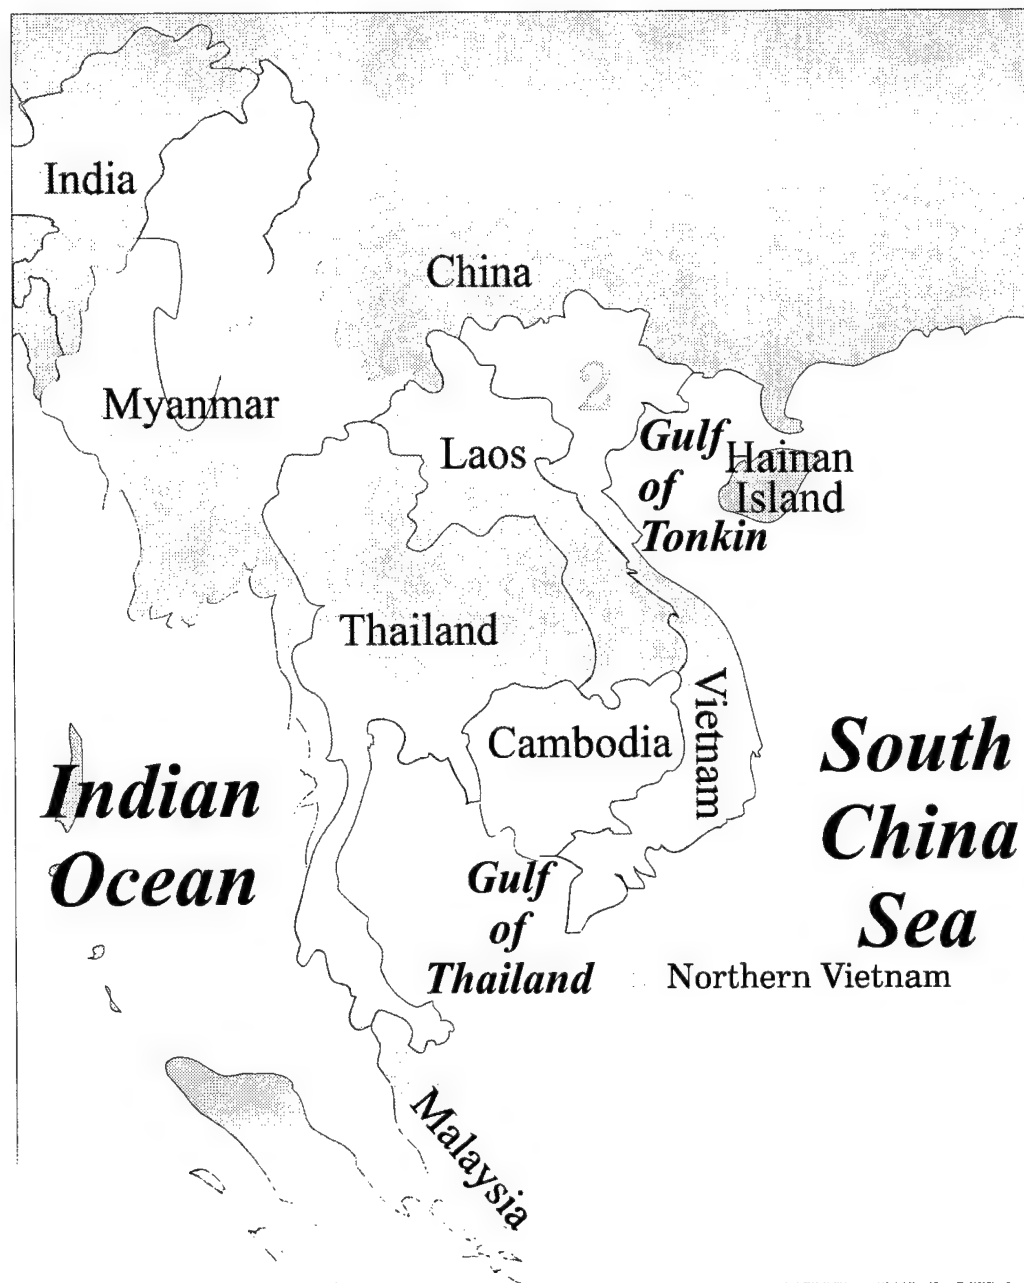 India
China
2
Myanmar
Laos
Gulf
of
Tonkin
Hainan
Island
Thailand
Vietnam
Cambodia
South
China
Sea
Indian
Ocean
Gulf
of
Thailand
Northern Vietnam
Malaysia